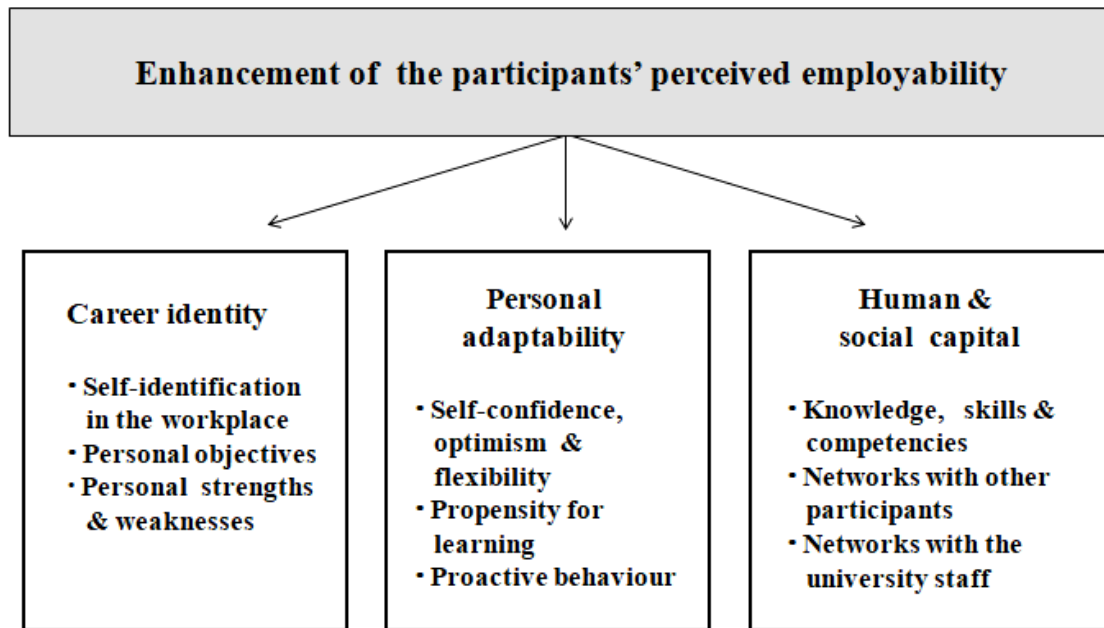 Enhancement of the participants’ perceived employability
Career identity
・Self-identification
in the workplace
・Personal objectives
・Personal strengths
& weaknesses
Personal
adaptability
・Self-confidence,
optimism &
flexibility
・Propensity for
learning
・Proactive behaviour
Human &
social capital
・Knowledge, skills &
competencies
・Networks with other
participants
・Networks with the
university staff